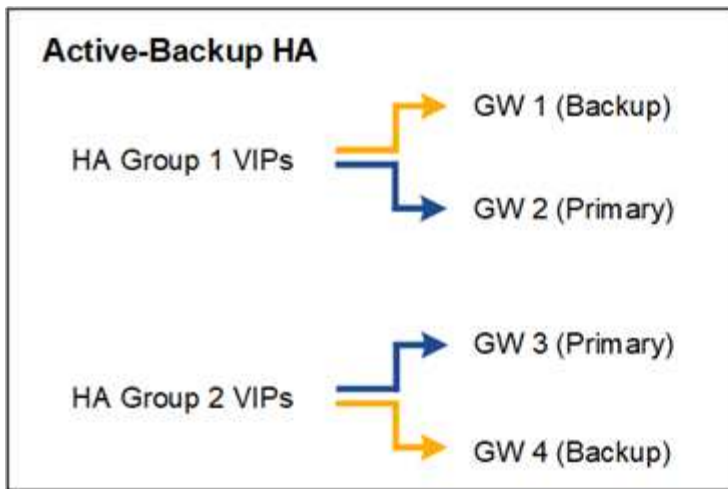 Active-Backup HA
GW 1 (Backup)
HA Group 1 VIPs
GW 2 (Primary)
GW 3 (Primary)
HA Group 2 VIPs
GW 4 (Backup)